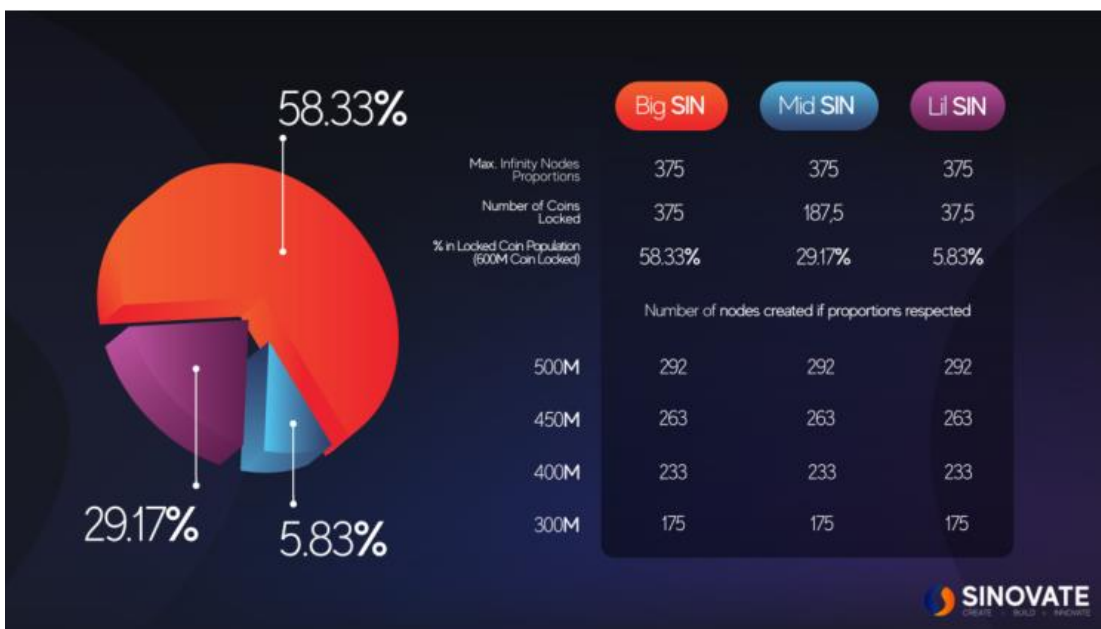 58.33%
29.17%
5.83%
Big SIN Mid SIN Lil SIN
Max. Infinity Nodes
Proportions
375 375 375
Number of Coins
Locked
375 187,5 37,5
% in Locked Coin Population
(600M Coin Locked)
58.33% 29.17% 5.83%
Number of nodes created if proportions respected
500M 292 292 292
450M 263 263 263
400M 233 233 233
300M 175 175 175
SINOVATE
CREATE - BUILD - INNOVATE